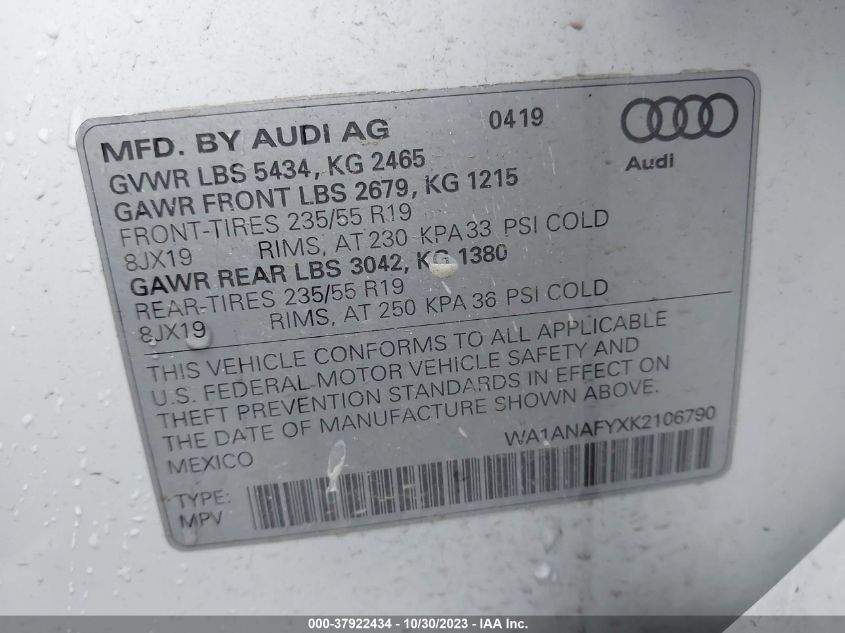 MFD. BY AUDI AG 0419
Audi
GVWR LBS 5434, KG 2465
GAWR FRONT LBS 2679, KG 1215
FRONT-TIRES 235/55 R19
8JX19 RIMS, AT 230 KPA 33 PSI COLD
GAWR REAR LBS 3042, KG 1380
REAR-TIRES 235/55 R19
8JX19 RIMS, AT 250 KPA 36 PSI COLD
THIS VEHICLE CONFORMS TO ALL APPLICABLE
U.S. FEDERAL-MOTOR VEHICLE SAFETY AND
THEFT PREVENTION STANDARDS IN EFFECT ON
THE DATE OF MANUFACTURE SHOWN ABOVE.
MEXICO WA1ANAFYXK2106790
TYPE:
MPV
000-37922434 - 10/30/2023 - IAA Inc.